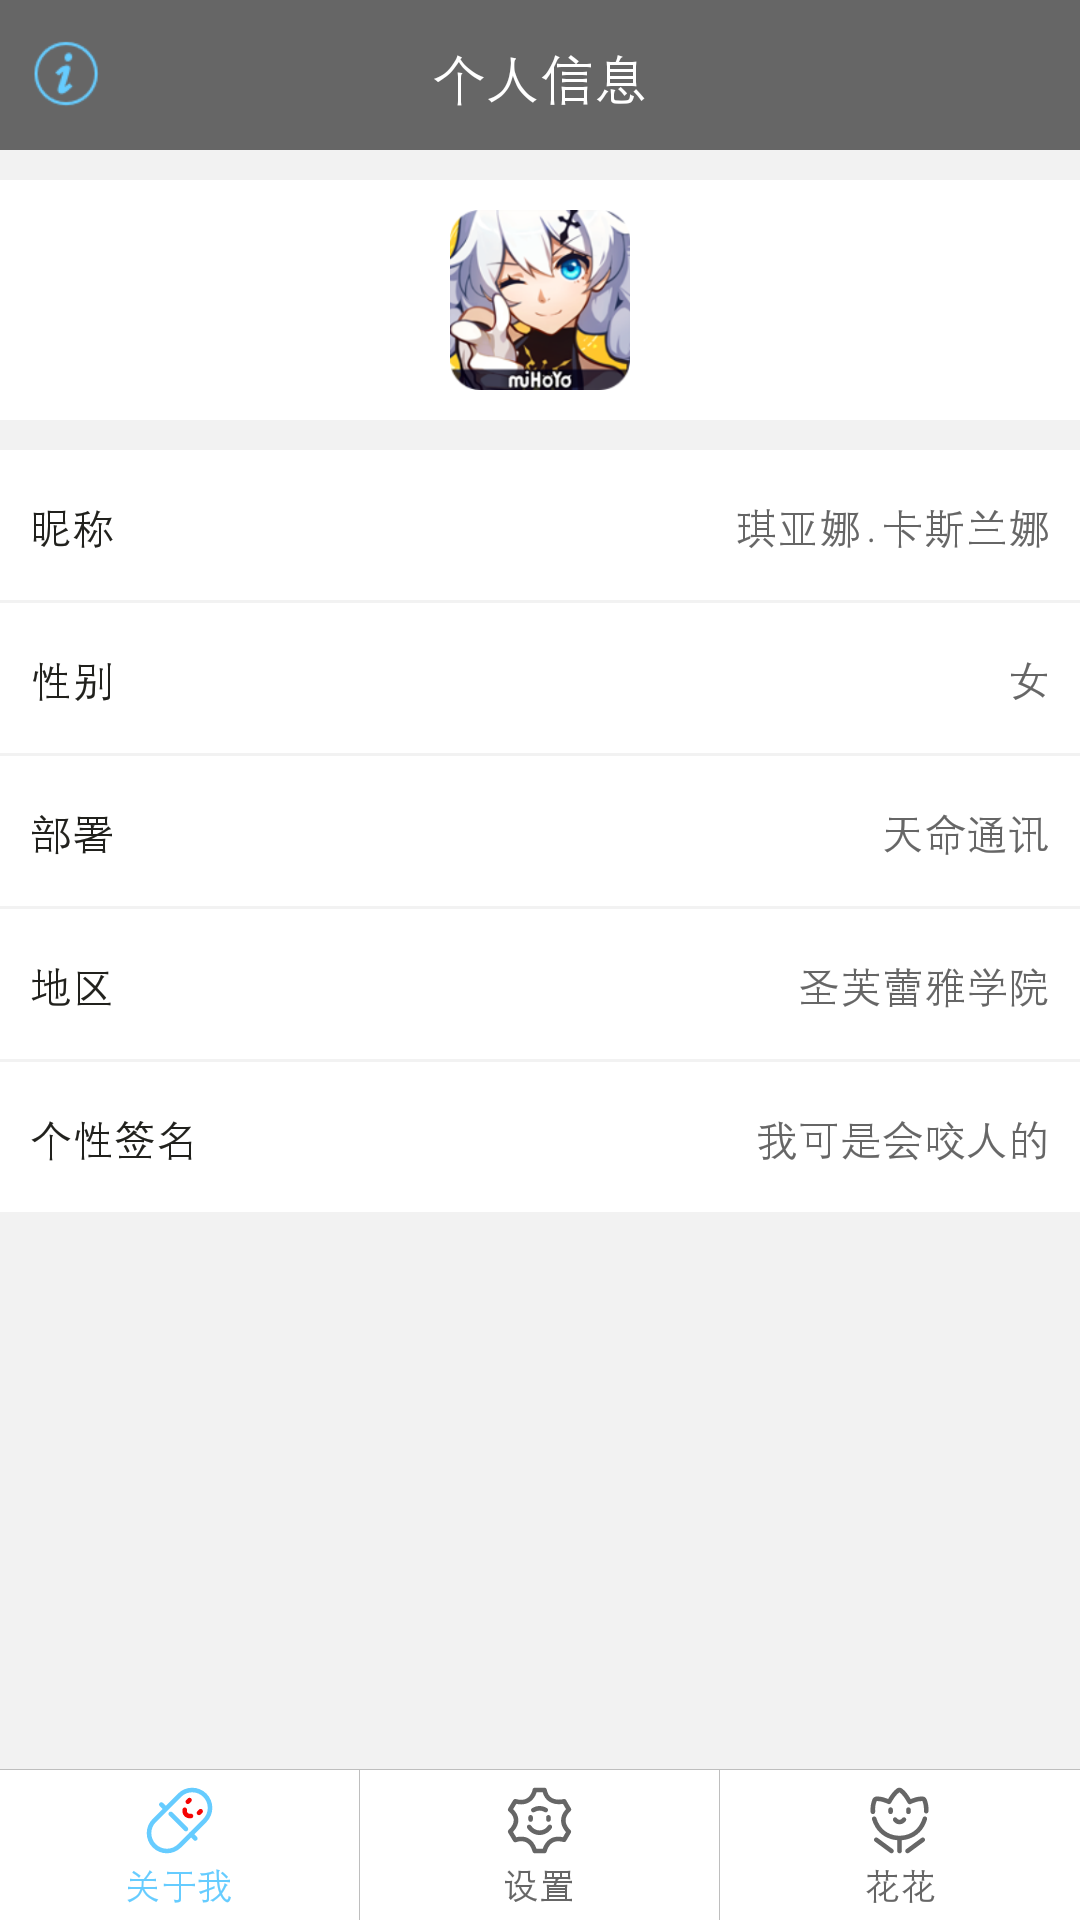 个人信息
miHoYo
昵称 琪亚娜.卡斯兰娜
性别 女
部署 天命通讯
地区 圣芙蕾雅学院
个性签名 我可是会咬人的
关于我 设置 花花